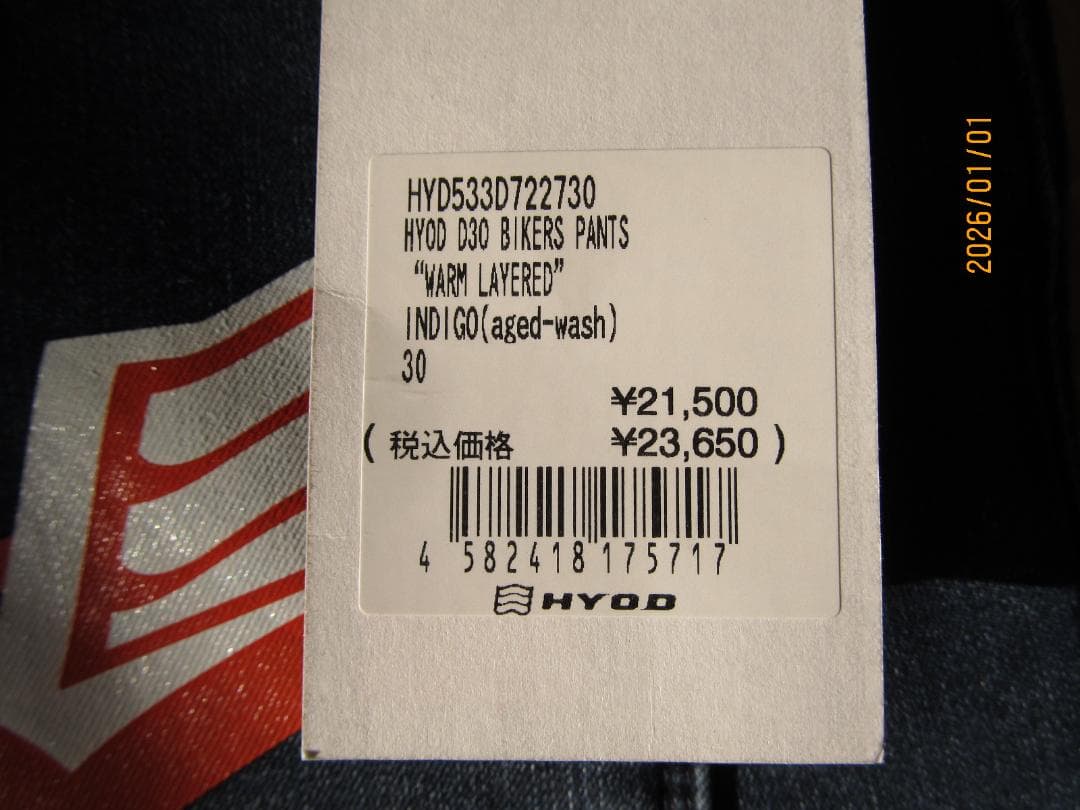 HYD533D722730
HYOD D30 BIKERS PANTS
“WARM LAYERED”
INDIGO(aged-wash)
30
¥21,500
( 税込価格 ¥23,650 )
4 582418 175717
HYOD
2026/01/01